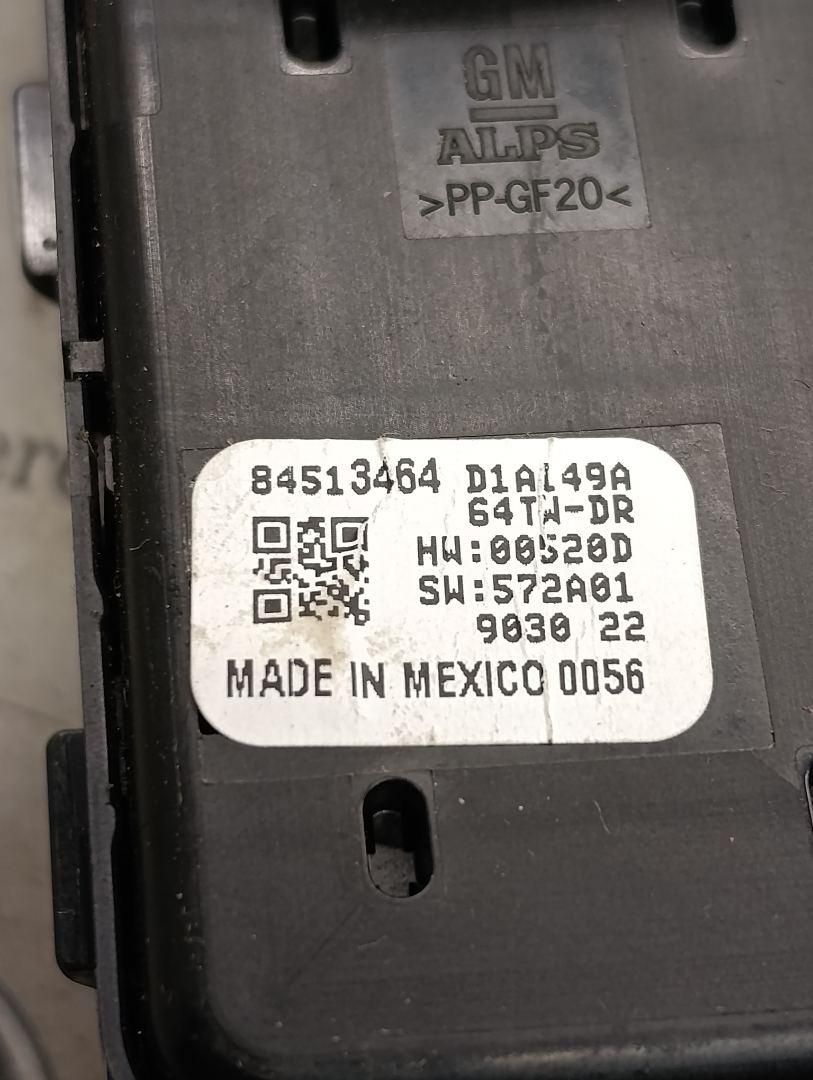 GM
ALPS
>PP-GF20<
84513464 D1A149A
64TW-DR
HW:00520D
SW:572A01
9030 22
MADE IN MEXICO 0056